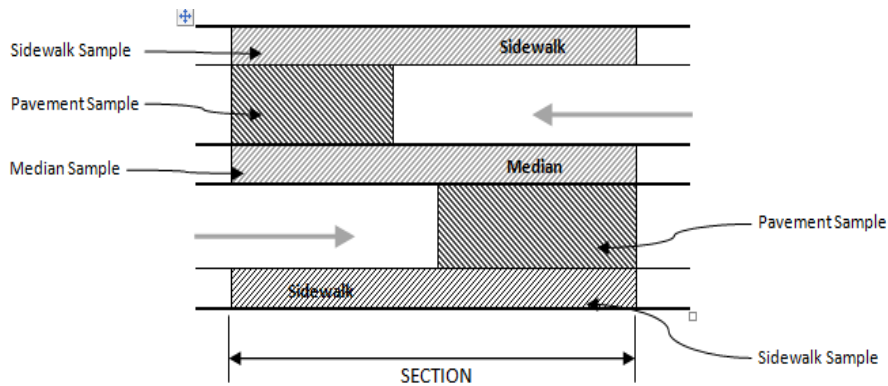 Sidewalk
Sidewalk Sample
Pavement Sample
Median
Median Sample
Pavement Sample
Sidewalk
Sidewalk Sample
SECTION